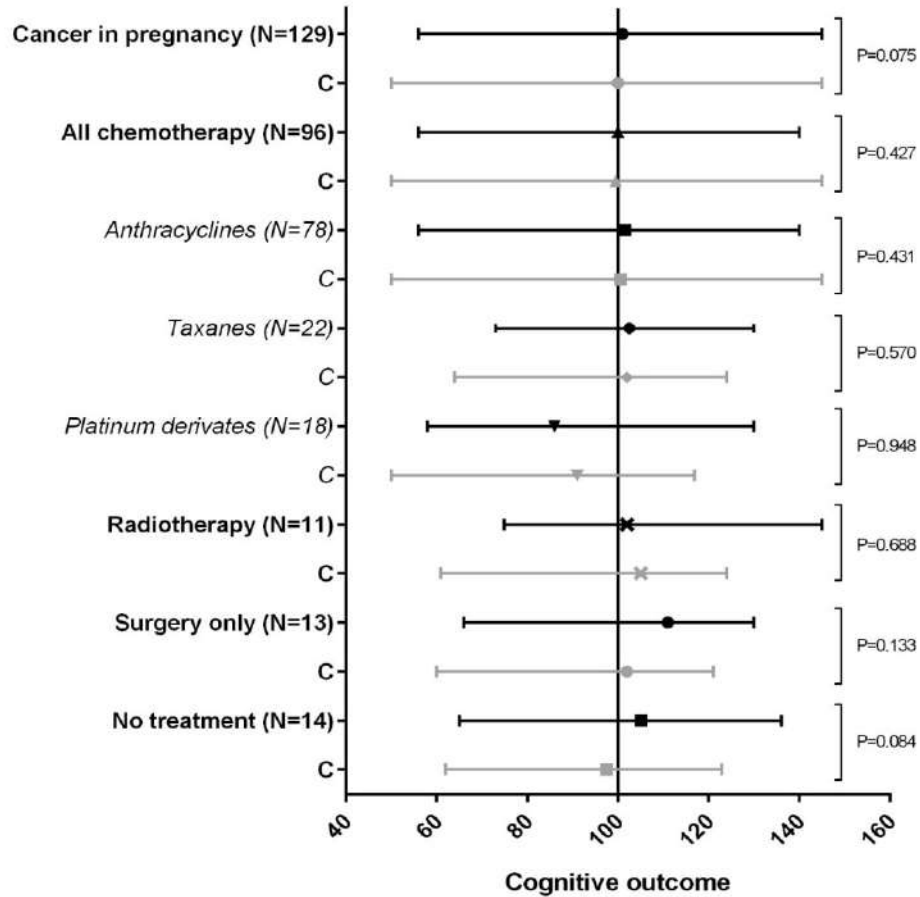 Cancer in pregnancy (N=129)
P=0.075
C
All chemotherapy (N=96)
P=0.427
C
Anthracyclines (N=78)
P=0.431
C
Taxanes (N=22)
P=0.570
C
Platinum derivates (N=18)
P=0.948
C
Radiotherapy (N=11)
P=0.688
C
Surgery only (N=13)
P=0.133
C
No treatment (N=14)
P=0.084
C
40 60 80 100 120 140 160
Cognitive outcome